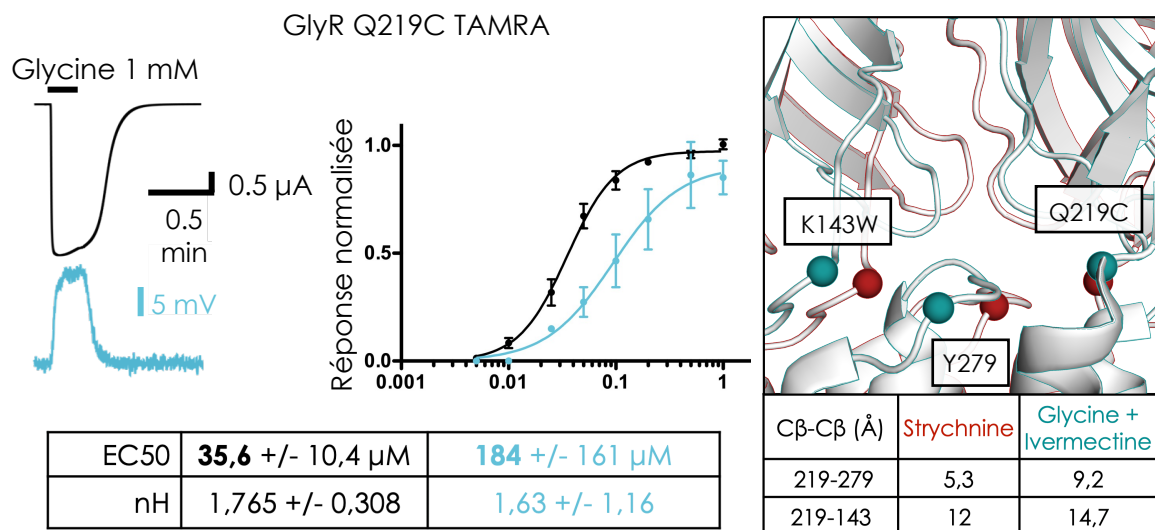 GlyR Q219C TAMRA
Glycine 1 mM
0.5 µA
0.5
min
5 mV
Réponse normalisée
1.0
0.5
0.0
0.001
0.01
0.1
1
K143W
Q219C
Y279
EC50 35,6 +/- 10,4 µM 184 +/- 161 µM
nH 1,765 +/- 0,308 1,63 +/- 1,16
Cβ-Cβ (Å) Strychnine Glycine +
Ivermectine
219-279 5,3 9,2
219-143 12 14,7